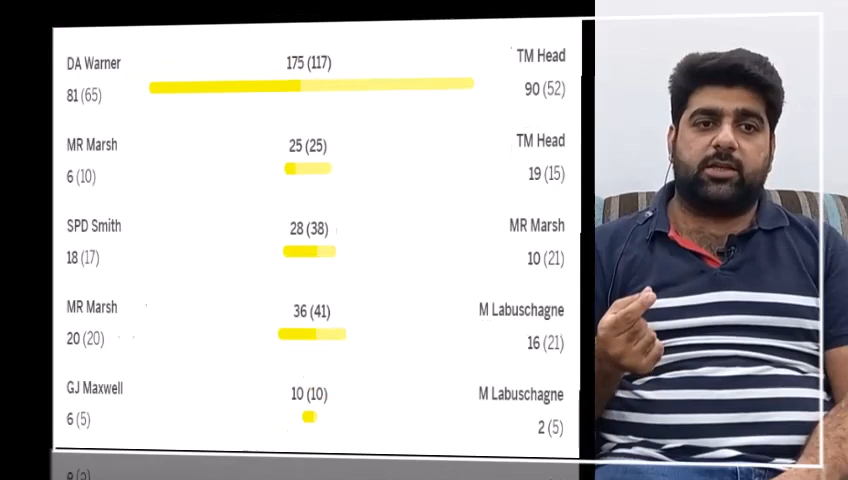 DA Warner 175 (117) TM Head
81 (65) 90 (52)
MR Marsh 25 (25) TM Head
6 (10) 19 (15)
SPD Smith 28 (38) MR Marsh
18 (17) 10 (21)
MR Marsh 36 (41) M Labuschagne
20 (20) 16 (21)
GJ Maxwell 10 (10) M Labuschagne
6 (5) 2 (5)